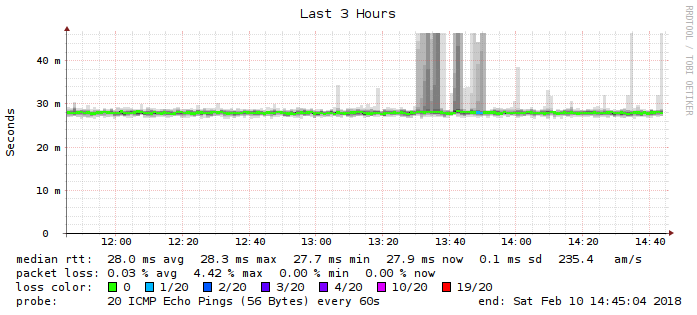 Last 3 Hours
RRDTOOL / TOBI OETIKER
Seconds
40 m
30 m
20 m
10 m
0
12:00 12:20 12:40 13:00 13:20 13:40 14:00 14:20 14:40
median rtt: 28.0 ms avg 28.3 ms max 27.7 ms min 27.9 ms now 0.1 ms sd 235.4 am/s
packet loss: 0.03 % avg 4.42 % max 0.00 % min 0.00 % now
loss color: 0 1/20 2/20 3/20 4/20 10/20 19/20
probe: 20 ICMP Echo Pings (56 Bytes) every 60s end: Sat Feb 10 14:45:04 2018